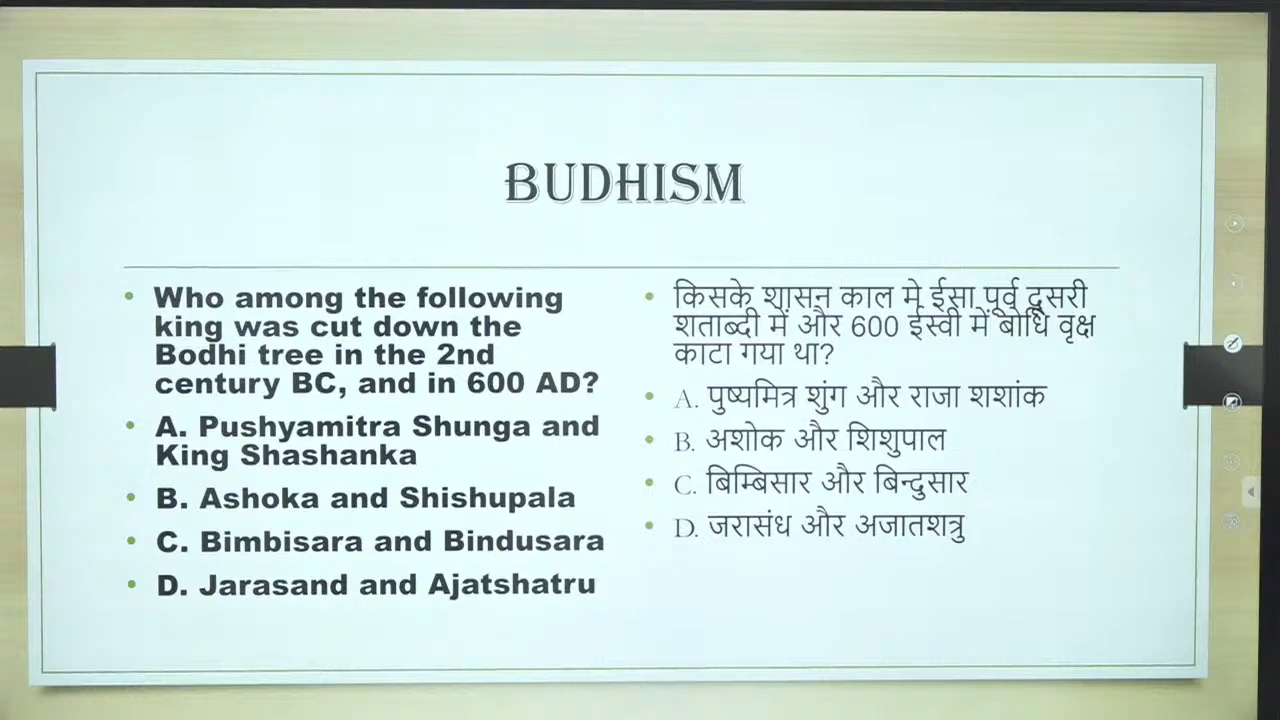 BUDHISM
• Who among the following
king was cut down the
Bodhi tree in the 2nd
century BC, and in 600 AD?
• A. Pushyamitra Shunga and
King Shashanka
• B. Ashoka and Shishupala
• C. Bimbisara and Bindusara
• D. Jarasand and Ajatshatru
• किसके शासन काल मे ईसा पूर्व दूसरी
शताब्दी में और 600 ईस्वी में बोधि वृक्ष
काटा गया था?
• A. पुष्यमित्र शुंग और राजा शशांक
• B. अशोक और शिशुपाल
• C. बिम्बिसार और बिन्दुसार
• D. जरासंध और अजातशत्रु